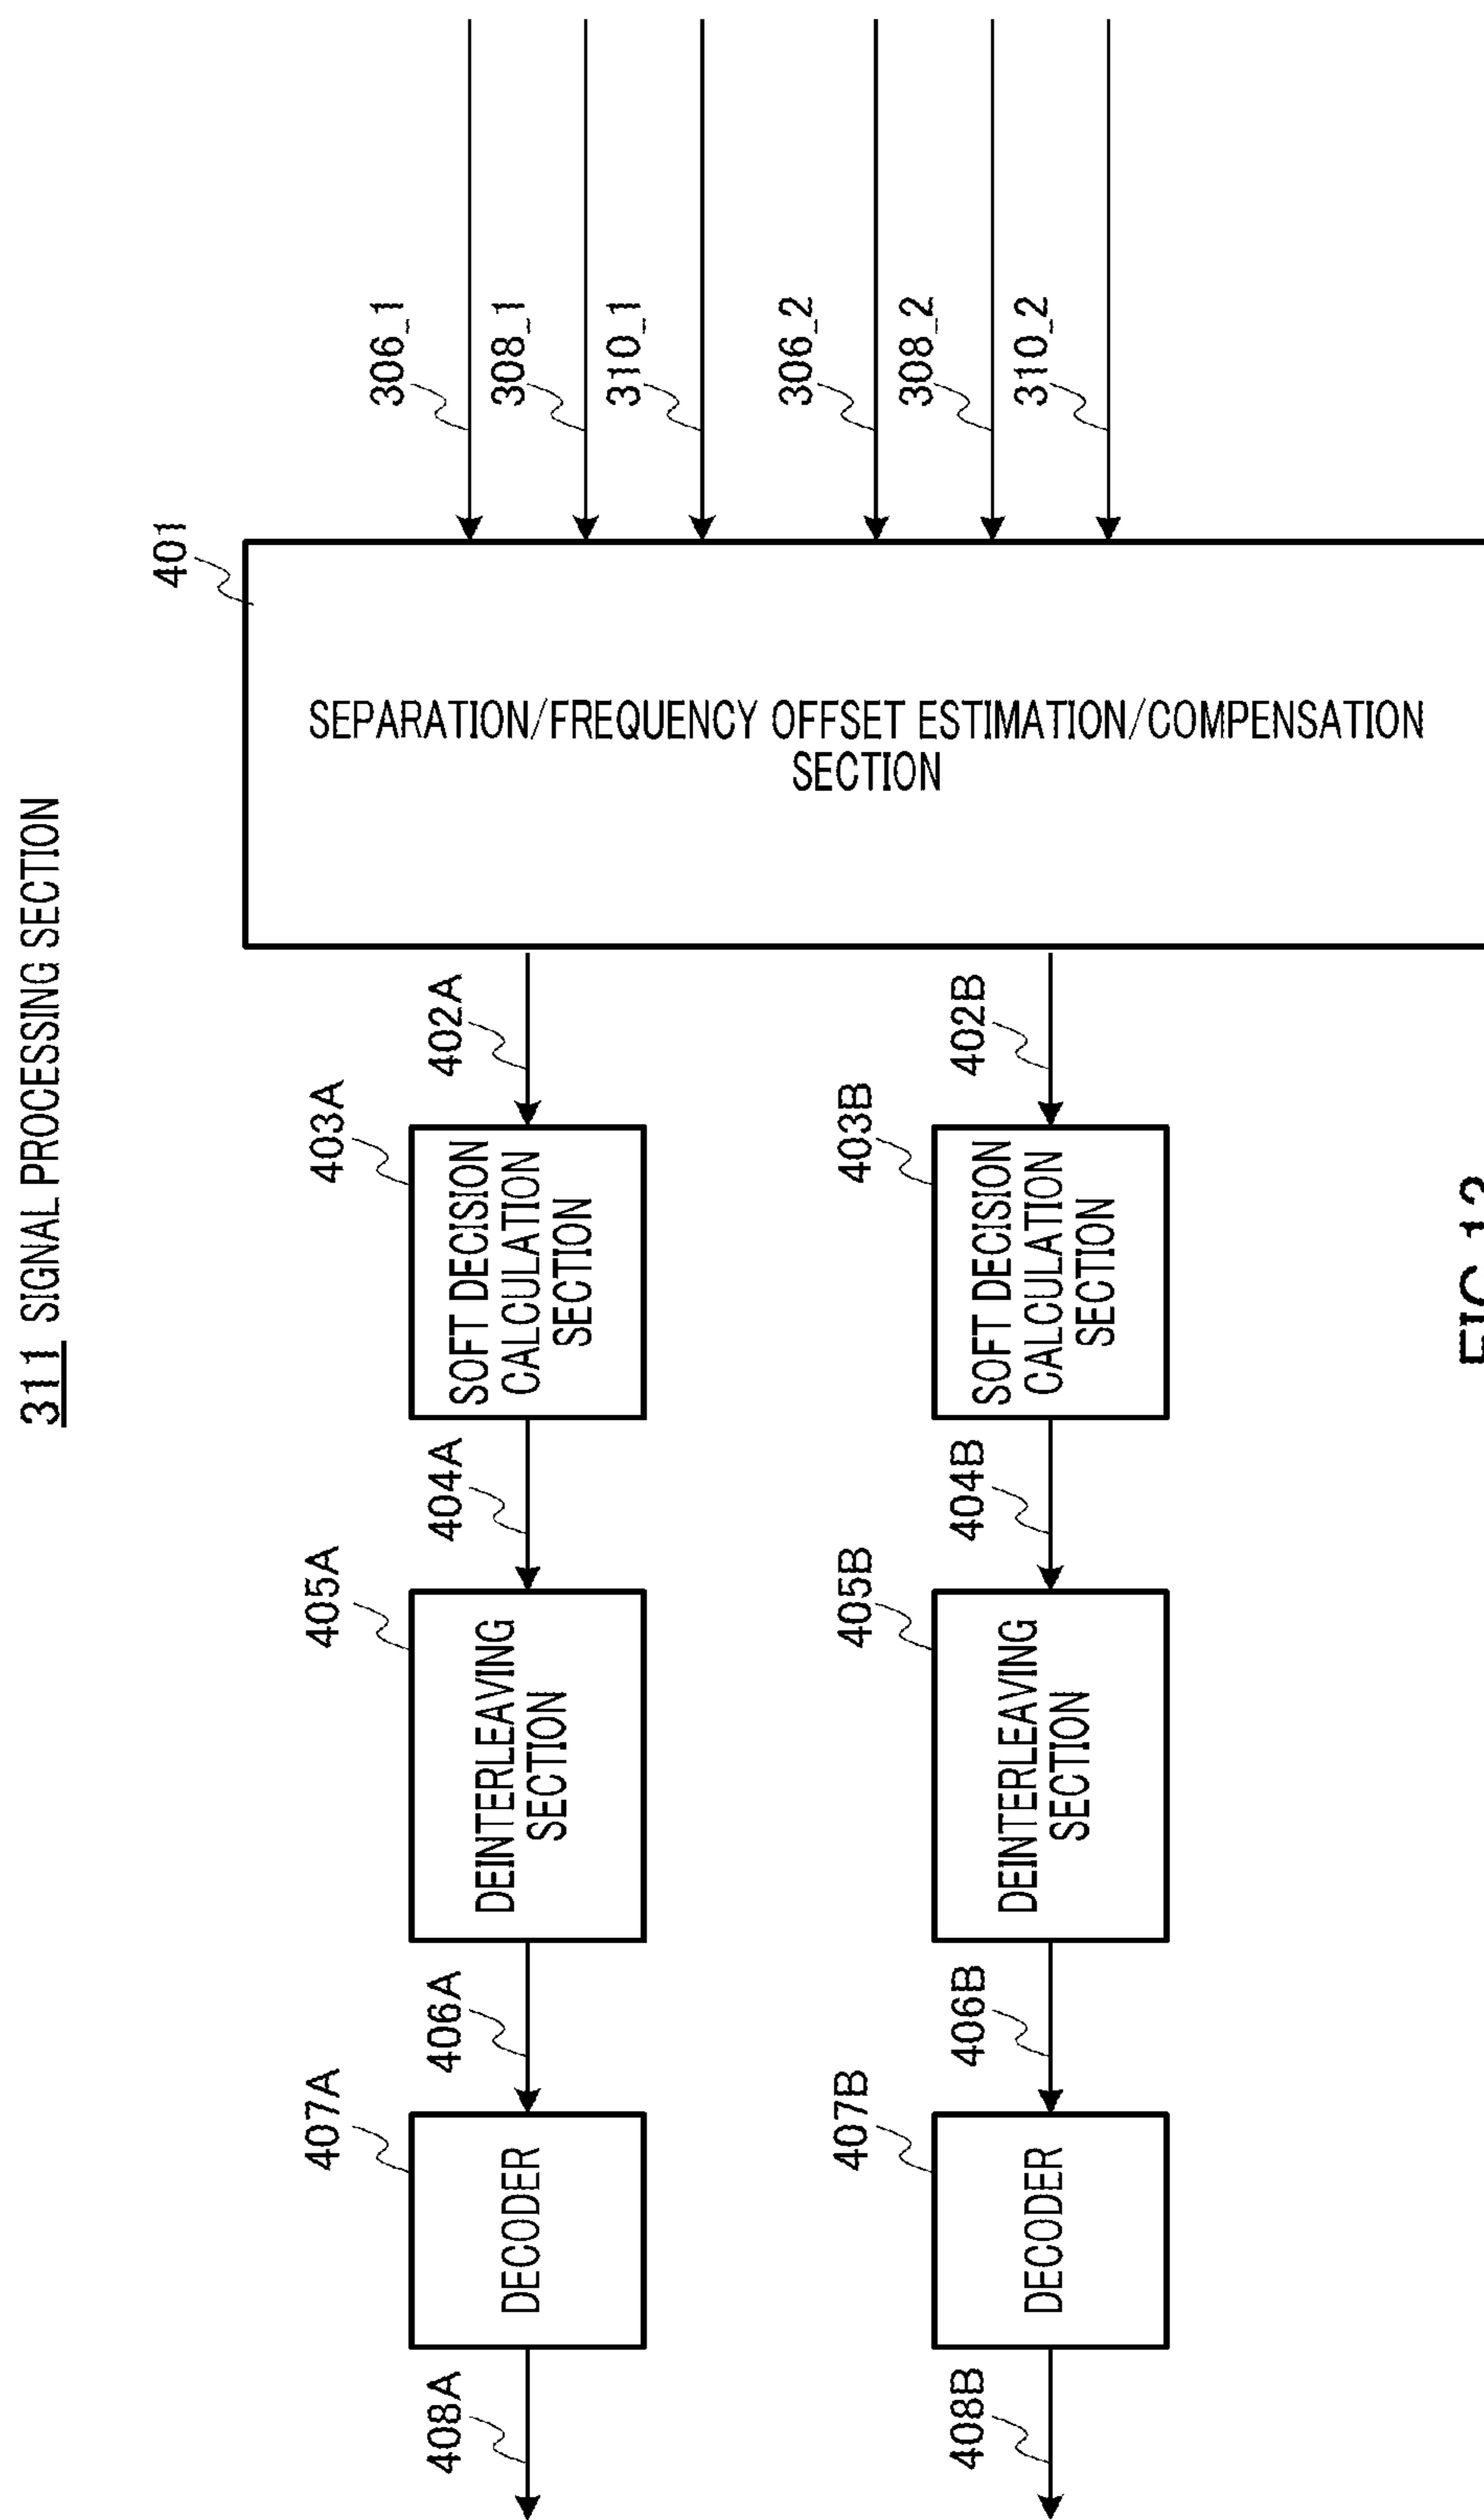 311 SIGNAL PROCESSING SECTION
306_1
308_1
310_1
306_2
308_2
310_2
401
SEPARATION/FREQUENCY OFFSET ESTIMATION/COMPENSATION
SECTION
402A
402B
403A
SOFT DECISION
CALCULATION
SECTION
403B
SOFT DECISION
CALCULATION
SECTION
404A
404B
405A
DEINTERLEAVING
SECTION
405B
DEINTERLEAVING
SECTION
406A
406B
407A
DECODER
407B
DECODER
408A
408B